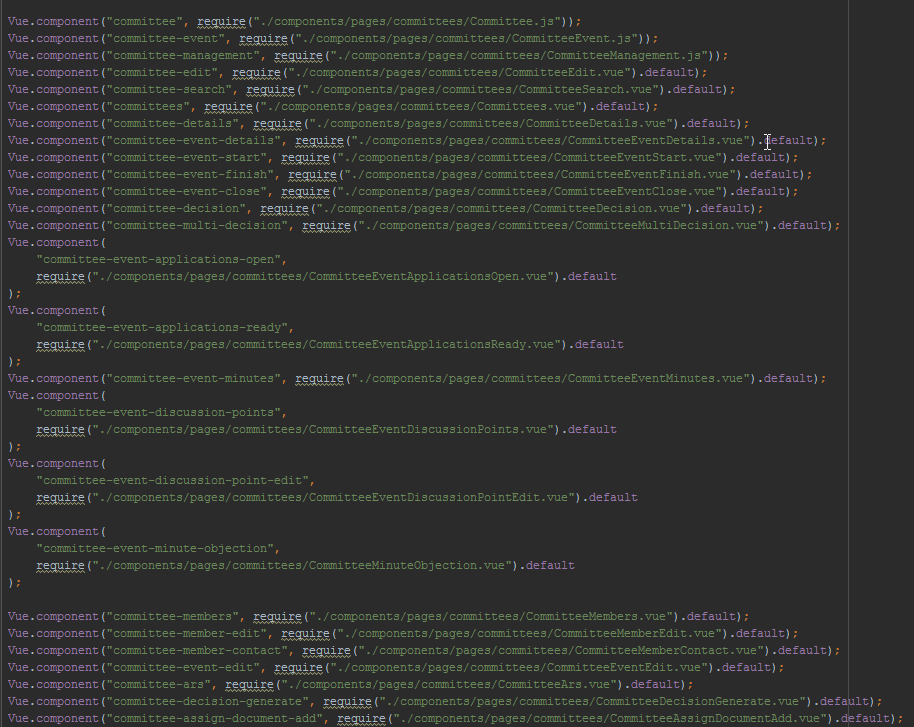 Vue.component("committee", require("./components/pages/committees/Committee.js"));
Vue.component("committee-event", require("./components/pages/committees/CommitteeEvent.js"));
Vue.component("committee-management", require("./components/pages/committees/CommitteeManagement.js"));
Vue.component("committee-edit", require("./components/pages/committees/CommitteeEdit.vue").default);
Vue.component("committee-search", require("./components/pages/committees/CommitteeSearch.vue").default);
Vue.component("committees", require("./components/pages/committees/Committees.vue").default);
Vue.component("committee-details", require("./components/pages/committees/CommitteeDetails.vue").default);
Vue.component("committee-event-details", require("./components/pages/committees/CommitteeEventDetails.vue").default);
Vue.component("committee-event-start", require("./components/pages/committees/CommitteeEventStart.vue").default);
Vue.component("committee-event-finish", require("./components/pages/committees/CommitteeEventFinish.vue").default);
Vue.component("committee-event-close", require("./components/pages/committees/CommitteeEventClose.vue").default);
Vue.component("committee-decision", require("./components/pages/committees/CommitteeDecision.vue").default);
Vue.component("committee-multi-decision", require("./components/pages/committees/CommitteeMultiDecision.vue").default);
Vue.component(
    "committee-event-applications-open",
    require("./components/pages/committees/CommitteeEventApplicationsOpen.vue").default
);
Vue.component(
    "committee-event-applications-ready",
    require("./components/pages/committees/CommitteeEventApplicationsReady.vue").default
);
Vue.component("committee-event-minutes", require("./components/pages/committees/CommitteeEventMinutes.vue").default);
Vue.component(
    "committee-event-discussion-points",
    require("./components/pages/committees/CommitteeEventDiscussionPoints.vue").default
);
Vue.component(
    "committee-event-discussion-point-edit",
    require("./components/pages/committees/CommitteeEventDiscussionPointEdit.vue").default
);
Vue.component(
    "committee-event-minute-objection",
    require("./components/pages/committees/CommitteeMinuteObjection.vue").default
);
Vue.component("committee-members", require("./components/pages/committees/CommitteeMembers.vue").default);
Vue.component("committee-member-edit", require("./components/pages/committees/CommitteeMemberEdit.vue").default);
Vue.component("committee-member-contact", require("./components/pages/committees/CommitteeMemberContact.vue").default);
Vue.component("committee-event-edit", require("./components/pages/committees/CommitteeEventEdit.vue").default);
Vue.component("committee-ars", require("./components/pages/committees/CommitteeArs.vue").default);
Vue.component("committee-decision-generate", require("./components/pages/committees/CommitteeDecisionGenerate.vue").default);
Vue.component("committee-assign-document-add", require("./components/pages/committees/CommitteeAssignDocumentAdd.vue").default);